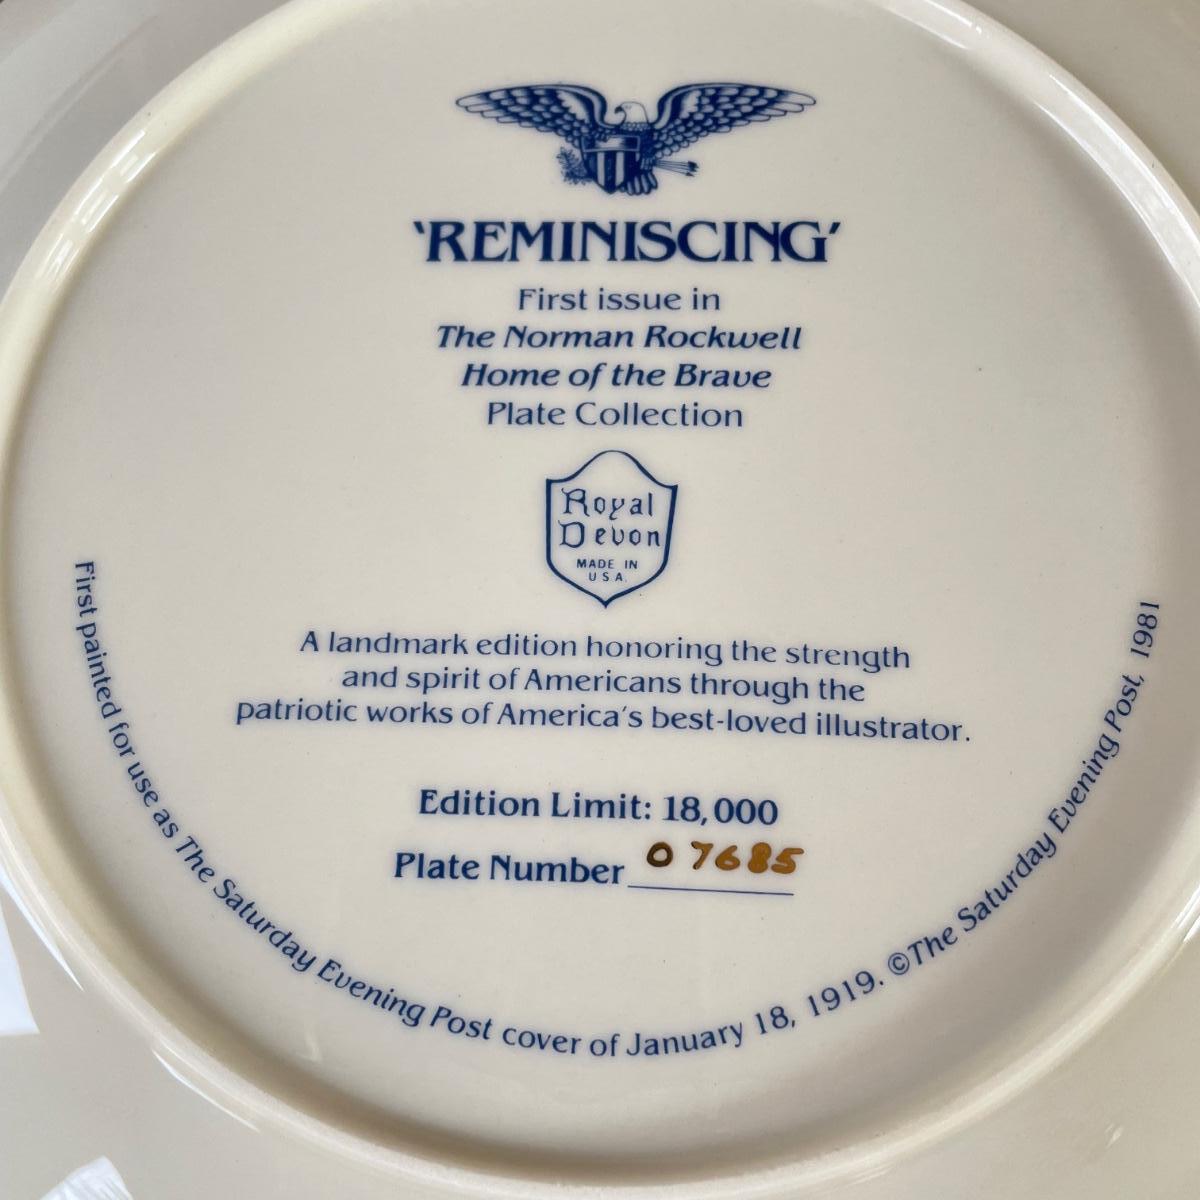 'REMINISCING'
First issue in
The Norman Rockwell
Home of the Brave
Plate Collection
Royal
Devon
MADE IN
U.S.A.
A landmark edition honoring the strength
and spirit of Americans through the
patriotic works of America's best-loved illustrator.
Edition Limit: 18,000
Plate Number 07685
First painted for use as The Saturday Evening Post cover of January 18, 1919. ©The Saturday Evening Post, 1981